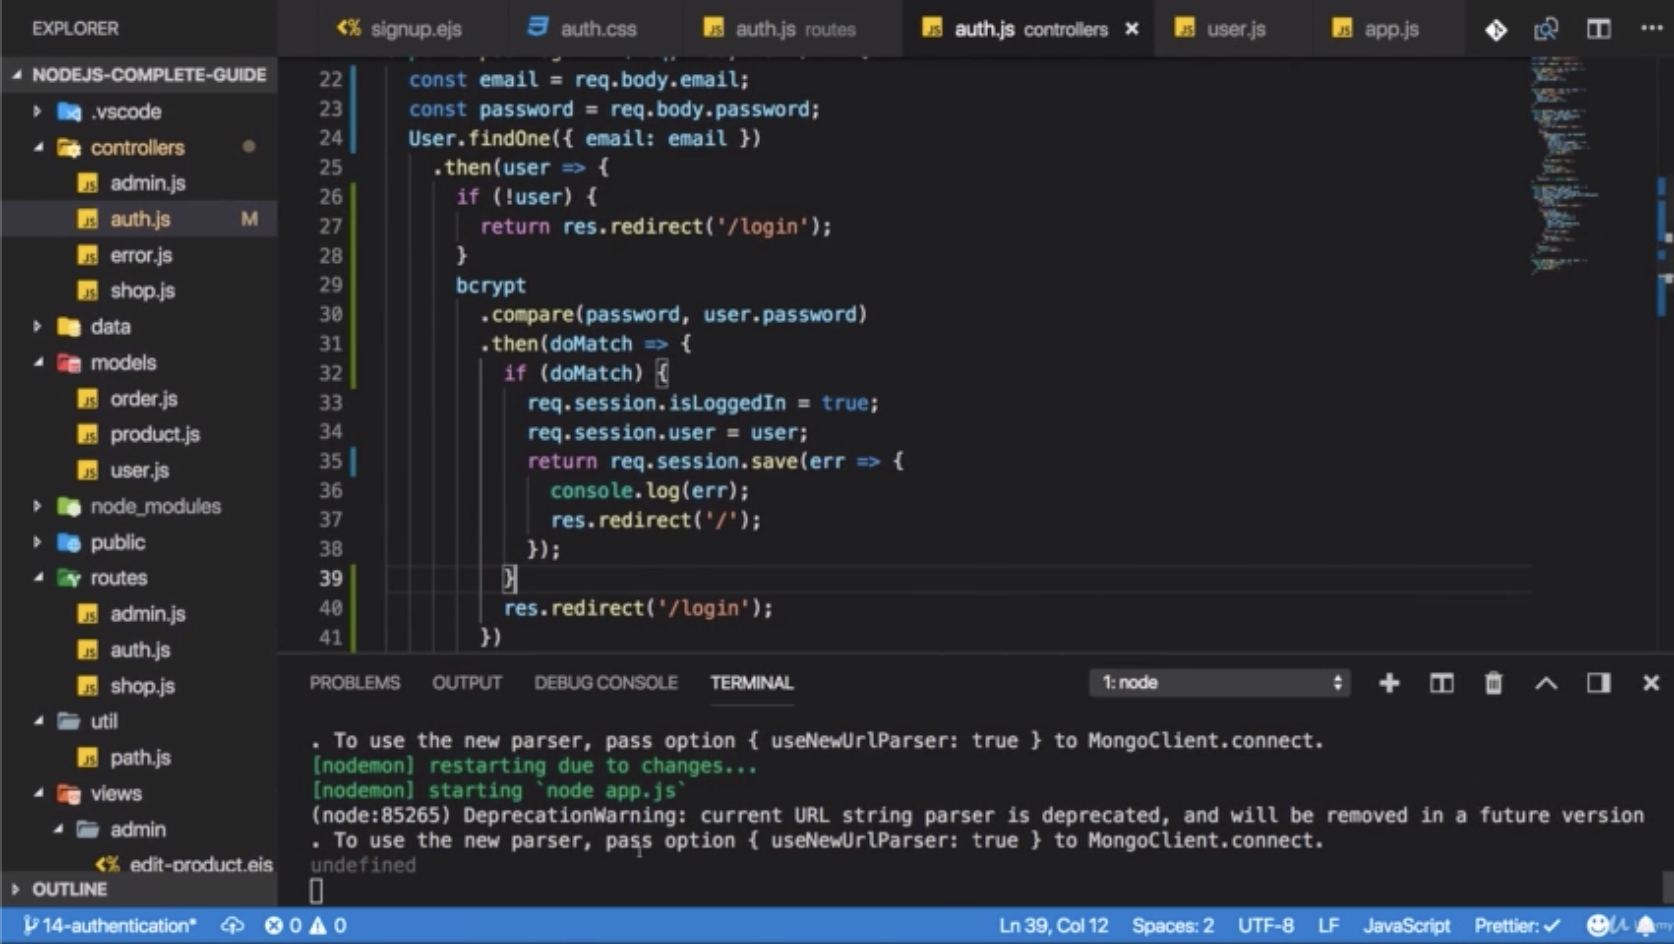 EXPLORER
signup.ejs
auth.css
auth.js routes
auth.js controllers
user.js
app.js
NODEJS-COMPLETE-GUIDE
.vscode
controllers
admin.js
auth.js M
error.js
shop.js
data
models
order.js
product.js
user.js
node_modules
public
routes
admin.js
auth.js
shop.js
util
path.js
views
admin
edit-product.ejs
OUTLINE
22 const email = req.body.email;
23 const password = req.body.password;
24 User.findOne({ email: email })
25 .then(user => {
26 if (!user) {
27 return res.redirect('/login');
28 }
29 bcrypt
30 .compare(password, user.password)
31 .then(doMatch => {
32 if (doMatch) {
33 req.session.isLoggedIn = true;
34 req.session.user = user;
35 return req.session.save(err => {
36 console.log(err);
37 res.redirect('/');
38 });
39 }
40 res.redirect('/login');
41 })
PROBLEMS OUTPUT DEBUG CONSOLE TERMINAL 1: node
. To use the new parser, pass option { useNewUrlParser: true } to MongoClient.connect.
[nodemon] restarting due to changes...
[nodemon] starting `node app.js`
(node:85265) DeprecationWarning: current URL string parser is deprecated, and will be removed in a future version
. To use the new parser, pass option { useNewUrlParser: true } to MongoClient.connect.
undefined
14-authentication* 0 0 Ln 39, Col 12 Spaces: 2 UTF-8 LF JavaScript Prettier: ✓